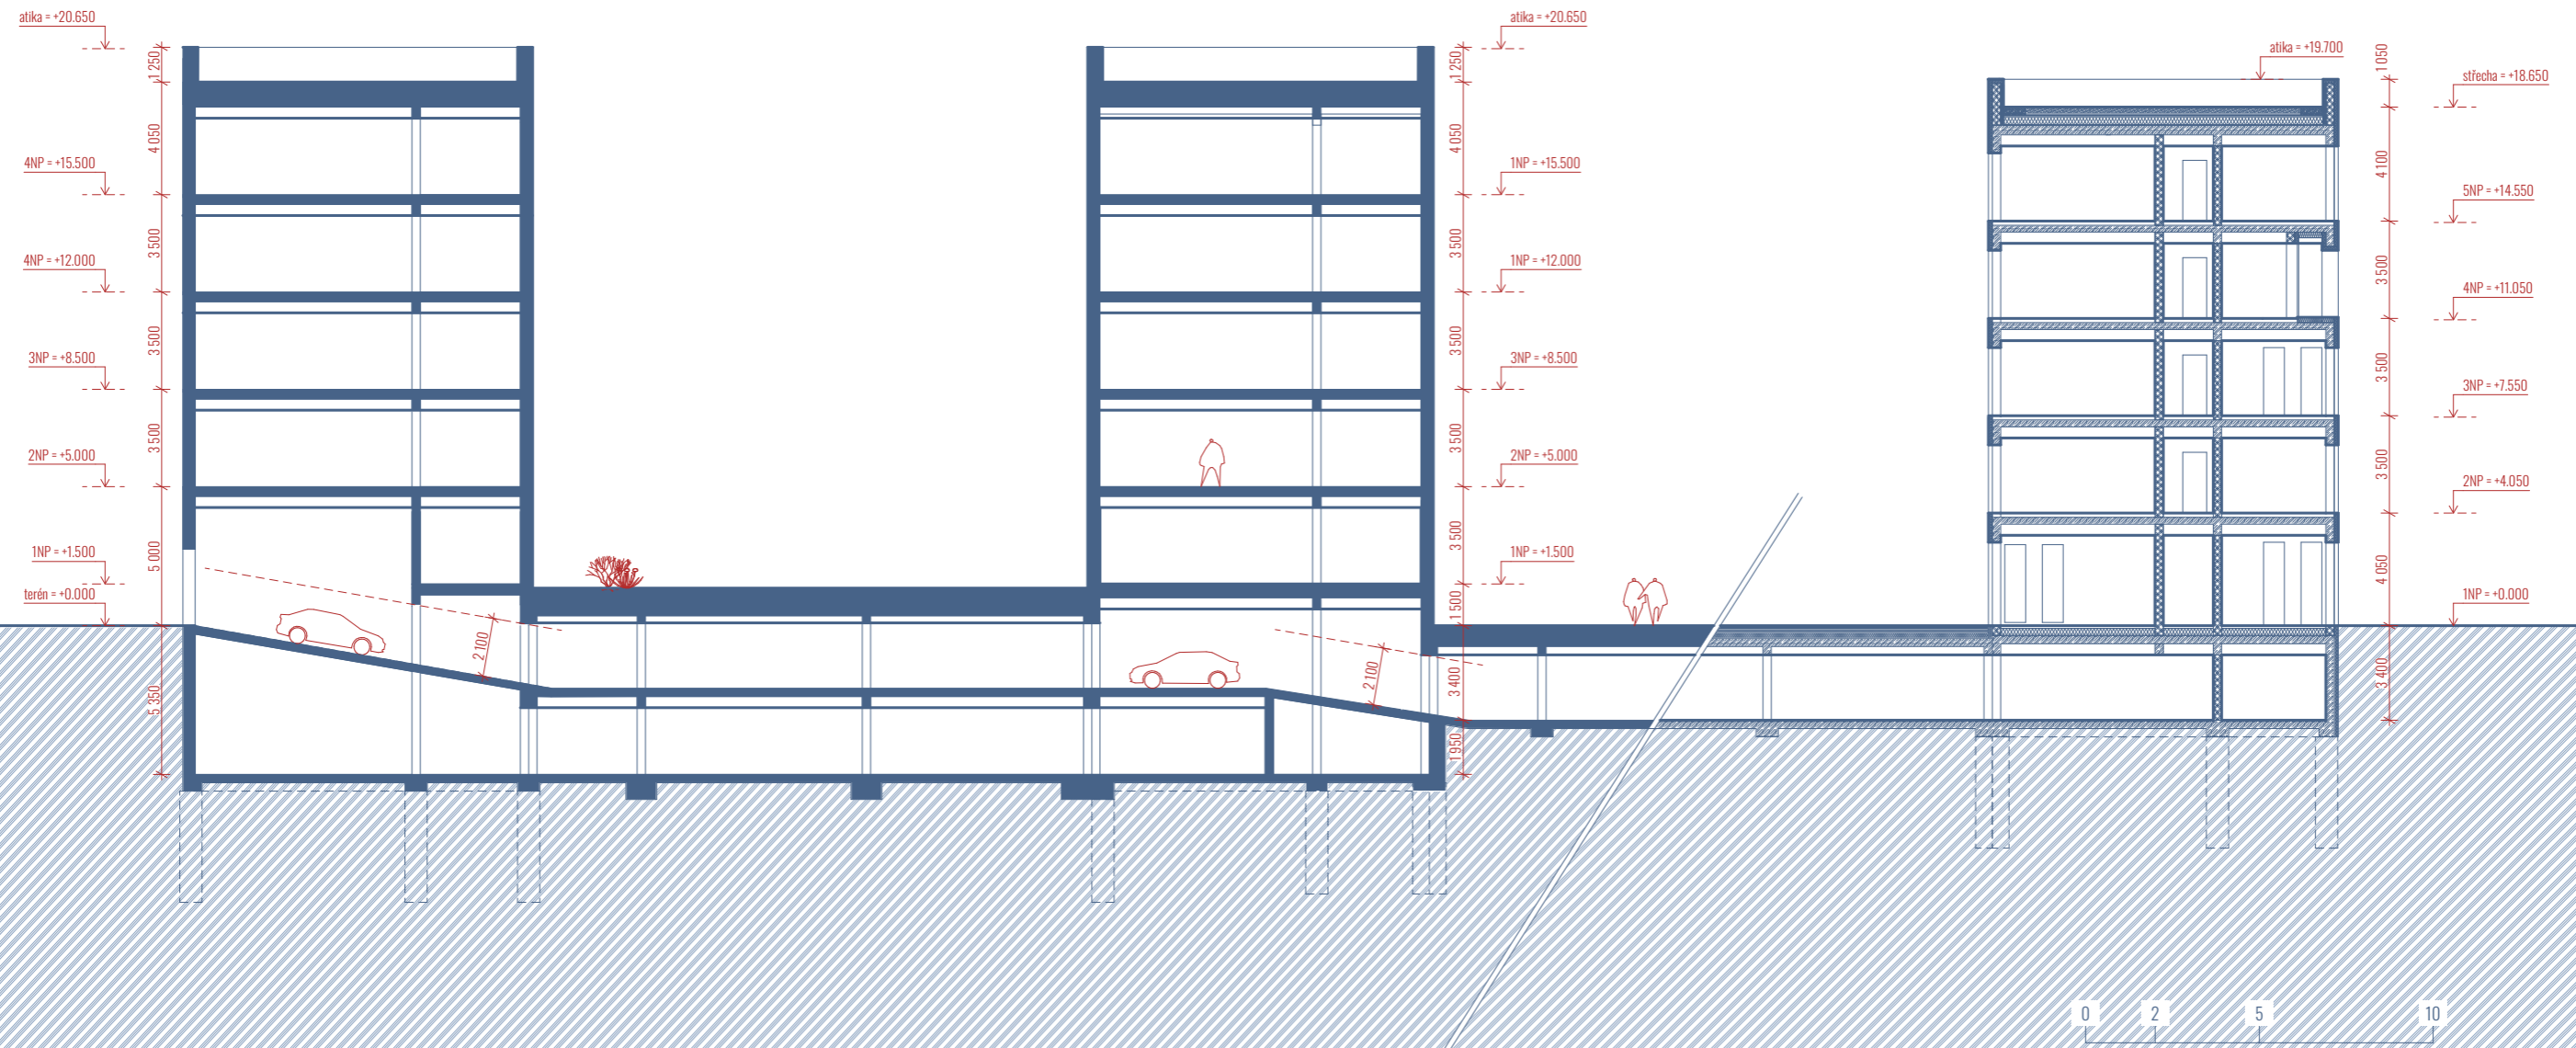 atika = +20.650
4NP = +15.500
4NP = +12.000
3NP = +8.500
2NP = +5.000
1NP = +1.500
terén = +0.000
1 250
4 050
3 500
3 500
3 500
5 000
5 350
2 100
atika = +20.650
1NP = +15.500
1NP = +12.000
3NP = +8.500
2NP = +5.000
1NP = +1.500
1 250
4 050
3 500
3 500
3 500
3 500
1 500
3 400
1 950
2 100
atika = +19.700
střecha = +18.650
5NP = +14.550
4NP = +11.050
3NP = +7.550
2NP = +4.050
1NP = +0.000
1 050
4 100
3 500
3 500
3 500
4 050
3 400
0 2 5 10